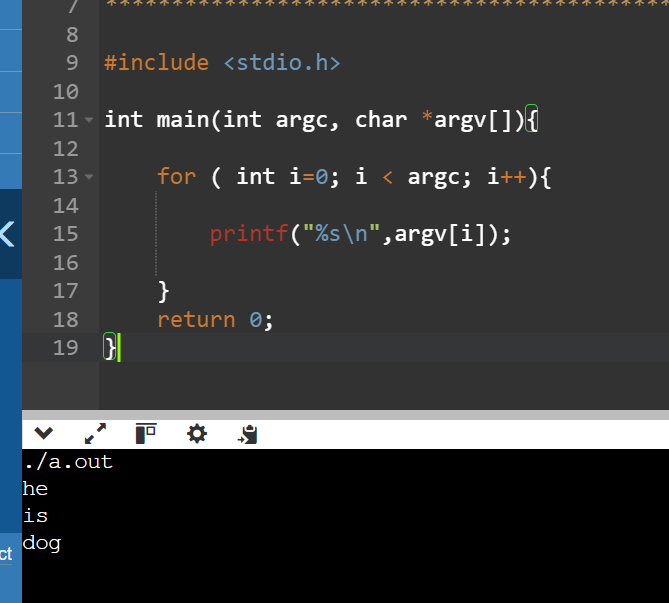 7 *******************************************
8
9 #include <stdio.h>
10
11 int main(int argc, char *argv[]){
12
13 for ( int i=0; i < argc; i++){
14
15 printf("%s\n",argv[i]);
16
17 }
18 return 0;
19 }
./a.out
he
is
dog
ct